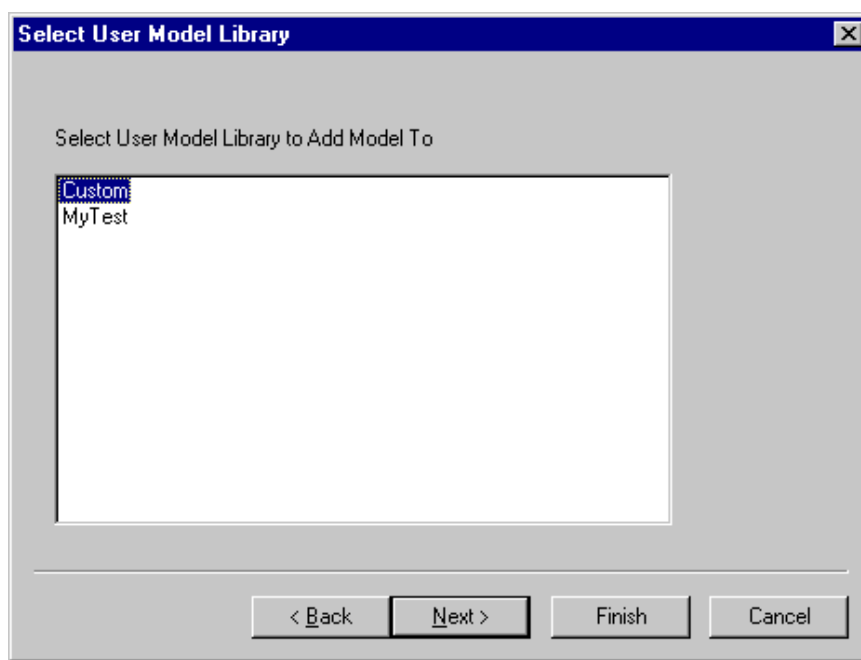 Select User Model Library
Select User Model Library to Add Model To
Custom
MyTest
< Back Next > Finish Cancel